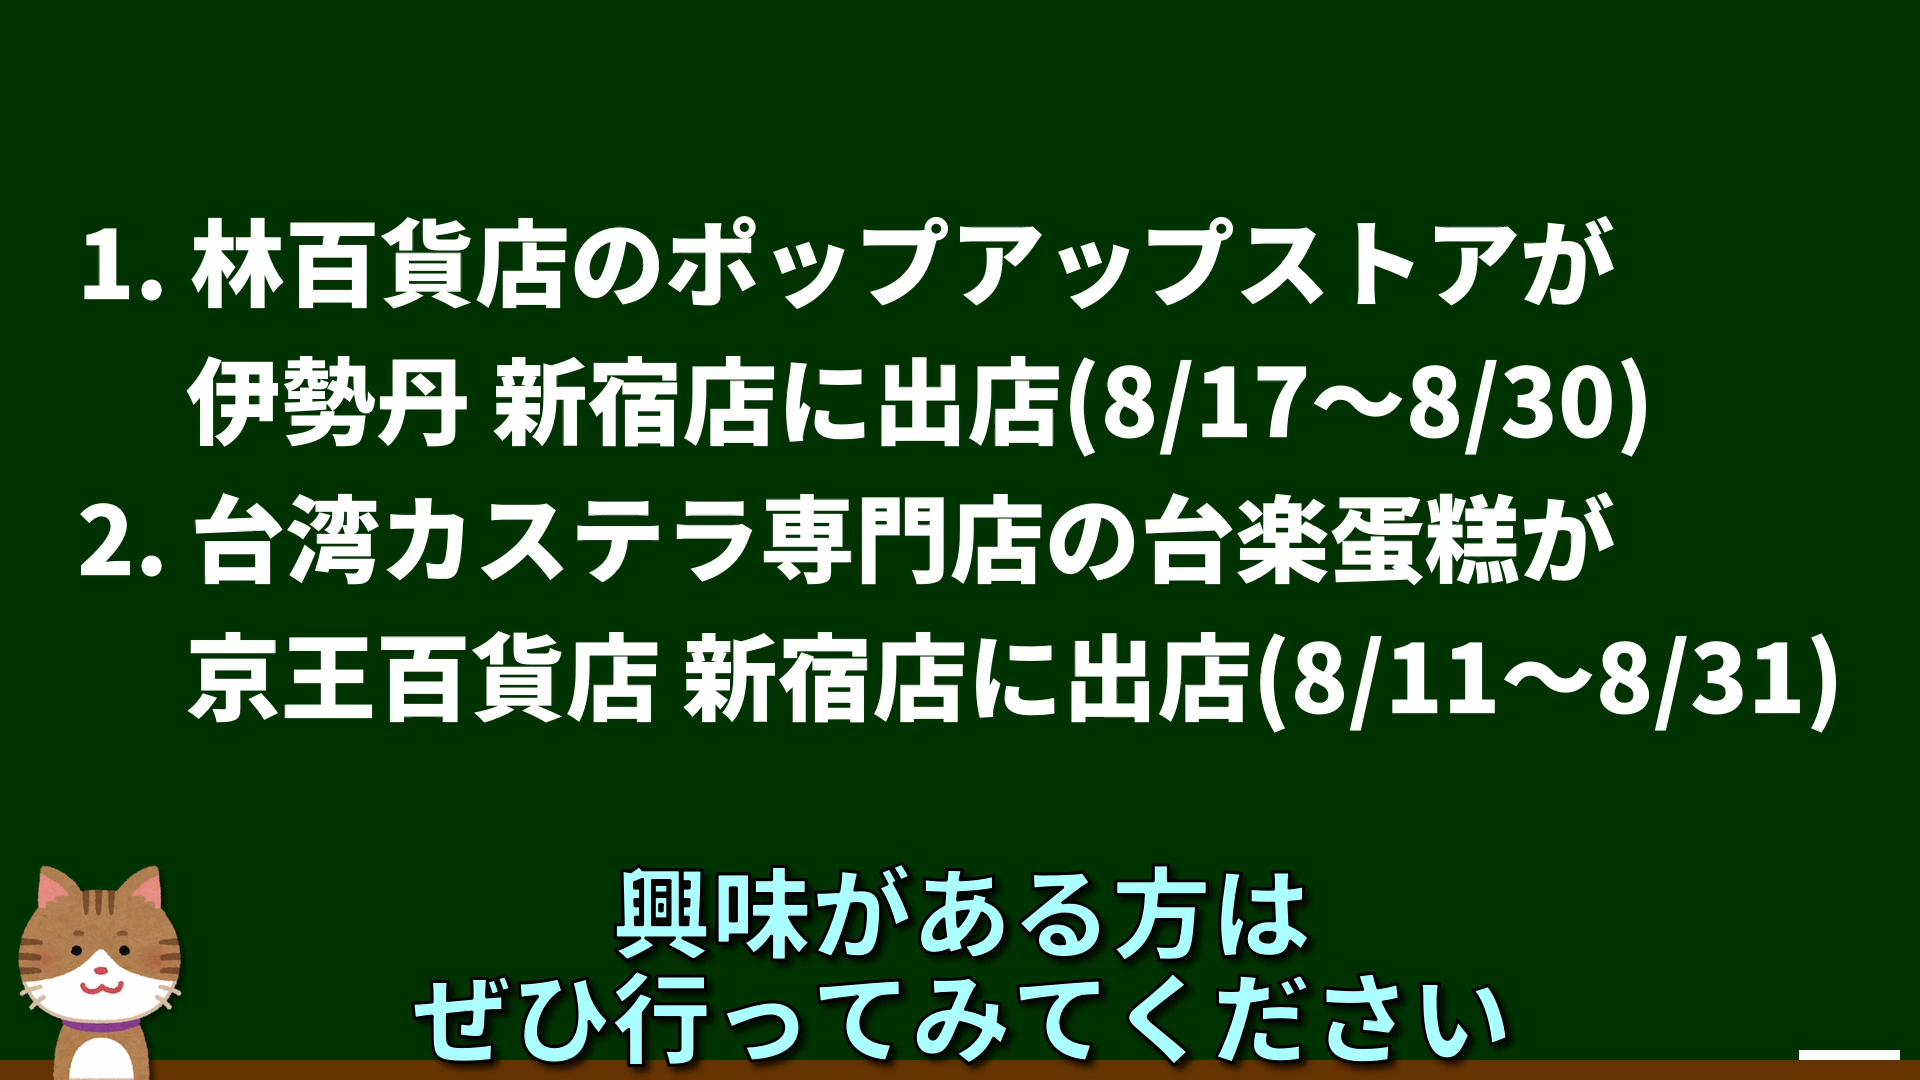 1. 林百貨店のポップアップストアが
伊勢丹 新宿店に出店(8/17～8/30)
2. 台湾カステラ専門店の台楽蛋糕が
京王百貨店 新宿店に出店(8/11～8/31)
興味がある方は
ぜひ行ってみてください